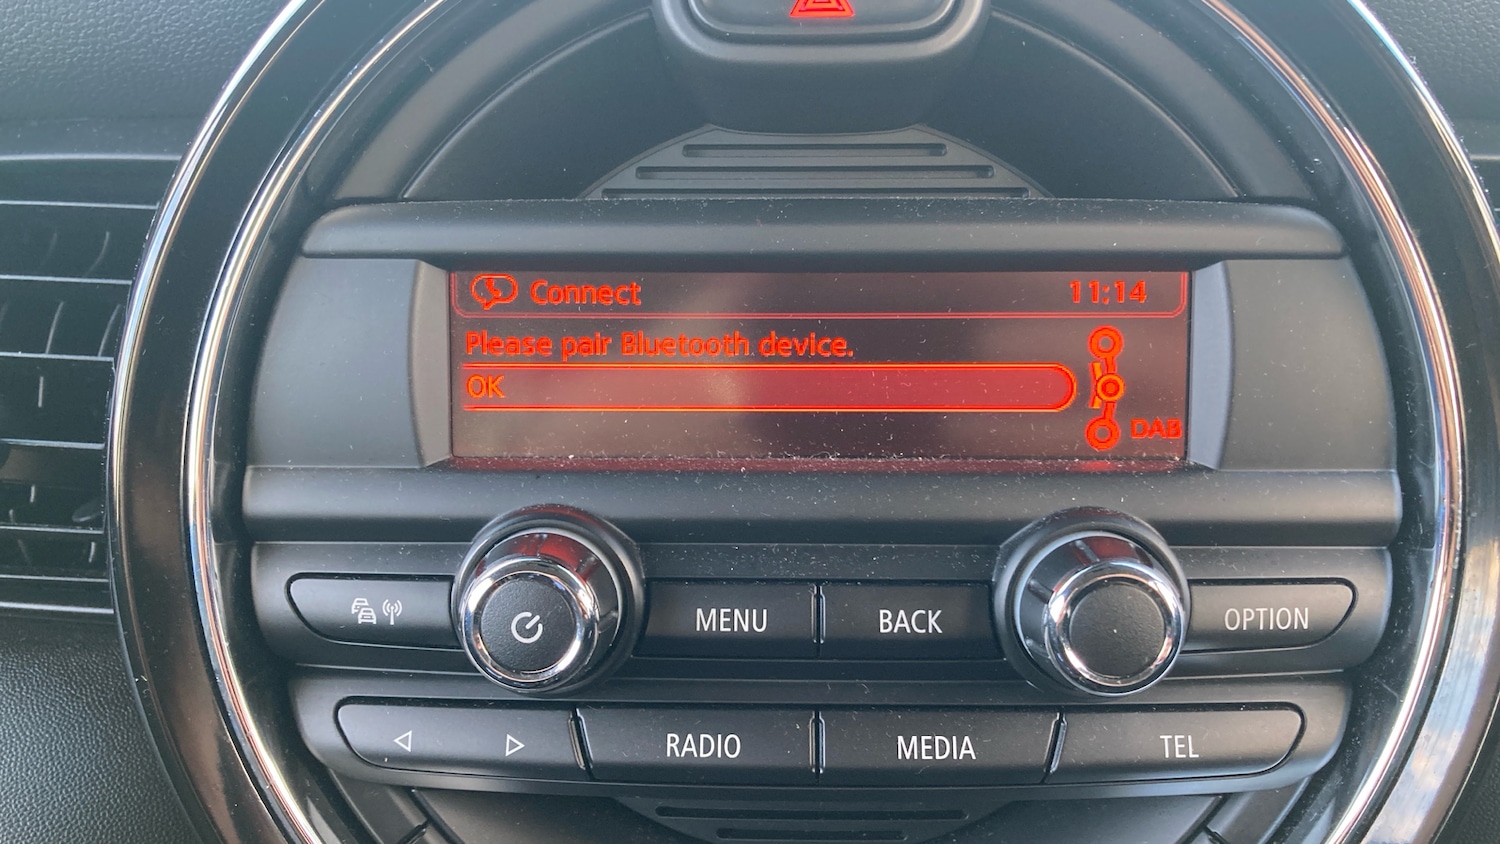 Connect 11:14
Please pair Bluetooth device.
OK
DAB
MENU BACK OPTION
RADIO MEDIA TEL